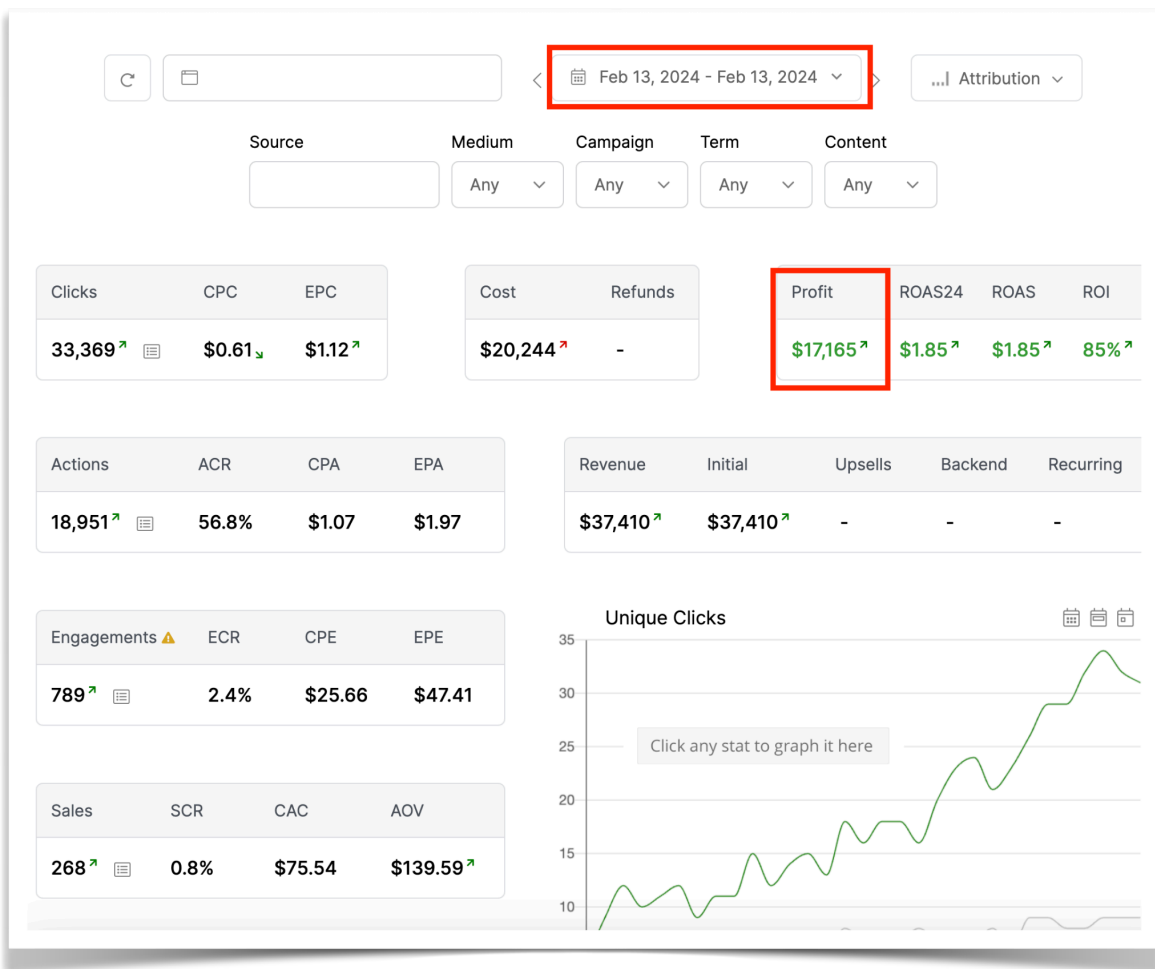 Feb 13, 2024 - Feb 13, 2024
Attribution
Source Medium Campaign Term Content
Any Any Any Any
Clicks CPC EPC
33,369 $0.61 $1.12
Cost Refunds
$20,244 -
Profit ROAS24 ROAS ROI
$17,165 $1.85 $1.85 85%
Actions ACR CPA EPA
18,951 56.8% $1.07 $1.97
Revenue Initial Upsells Backend Recurring
$37,410 $37,410 - - -
Engagements ECR CPE EPE
789 2.4% $25.66 $47.41
Unique Clicks
35
30
25
Click any stat to graph it here
20
15
10
Sales SCR CAC AOV
268 0.8% $75.54 $139.59